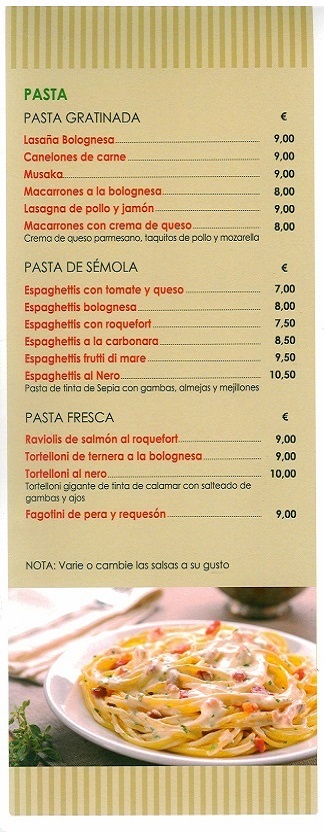 PASTA
PASTA GRATINADA €
Lasaña Bolognesa 9,00
Canelones de carne 9,00
Musaka 9,00
Macarrones a la bolognesa 8,00
Lasagna de pollo y jamón 9,00
Macarrones con crema de queso 8,00
Crema de queso parmesano, taquitos de pollo y mozarella
PASTA DE SÉMOLA €
Espaghettis con tomate y queso 7,00
Espaghettis bolognesa 8,00
Espaghettis con roquefort 7,50
Espaghettis a la carbonara 8,50
Espaghettis frutti di mare 9,50
Espaghettis al Nero 10,50
Pasta de tinta de Sepia con gambas, almejas y mejillones
PASTA FRESCA €
Raviolis de salmón al roquefort 9,00
Tortelloni de ternera a la bolognesa 9,00
Tortelloni al nero 10,00
Tortelloni gigante de tinta de calamar con salteado de
gambas y ajos
Fagotini de pera y requesón 9,00
NOTA: Varie o cambie las salsas a su gusto